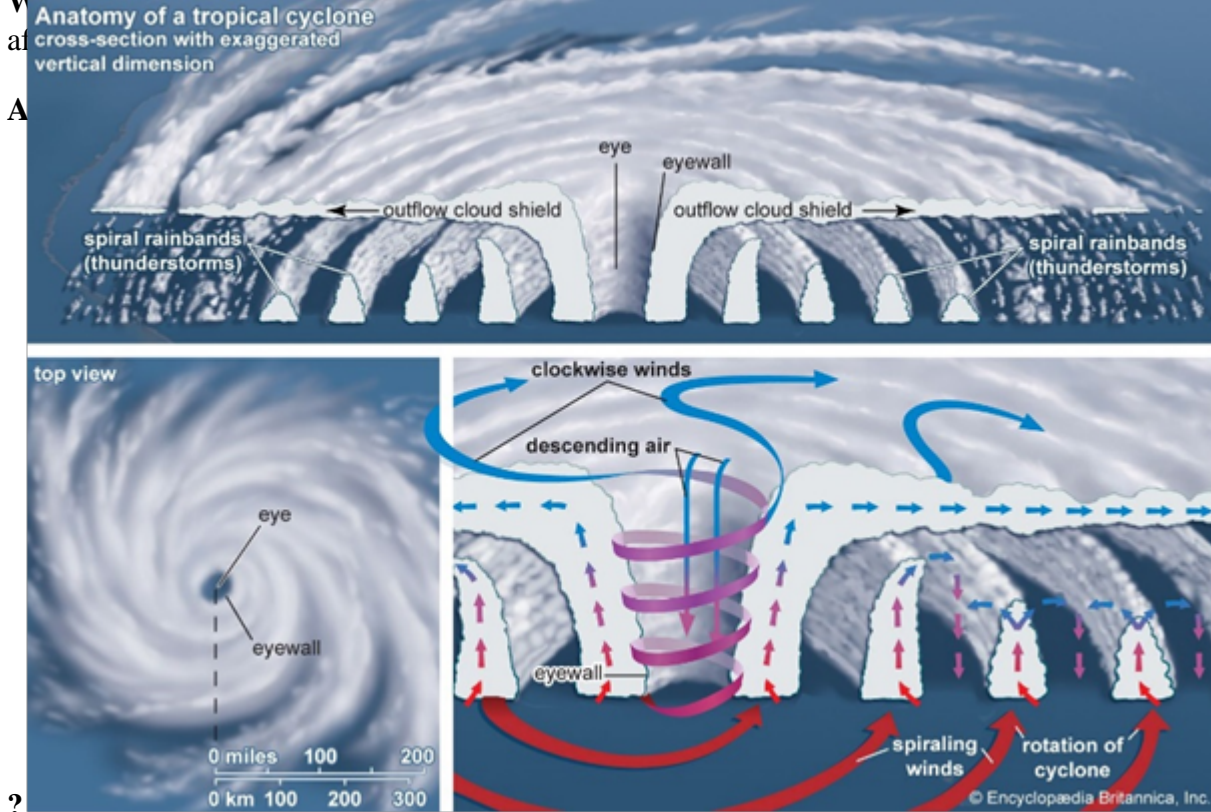 W
Anatomy of a tropical cyclone
af
cross-section with exaggerated
vertical dimension
A
eye
eyewall
outflow cloud shield
outflow cloud shield
spiral rainbands
(thunderstorms)
spiral rainbands
(thunderstorms)
top view
eye
eyewall
0 miles 100 200
0 km 100 200 300
clockwise winds
descending air
eyewall
spiraling
winds
rotation of
cyclone
© Encyclopædia Britannica, Inc.
?